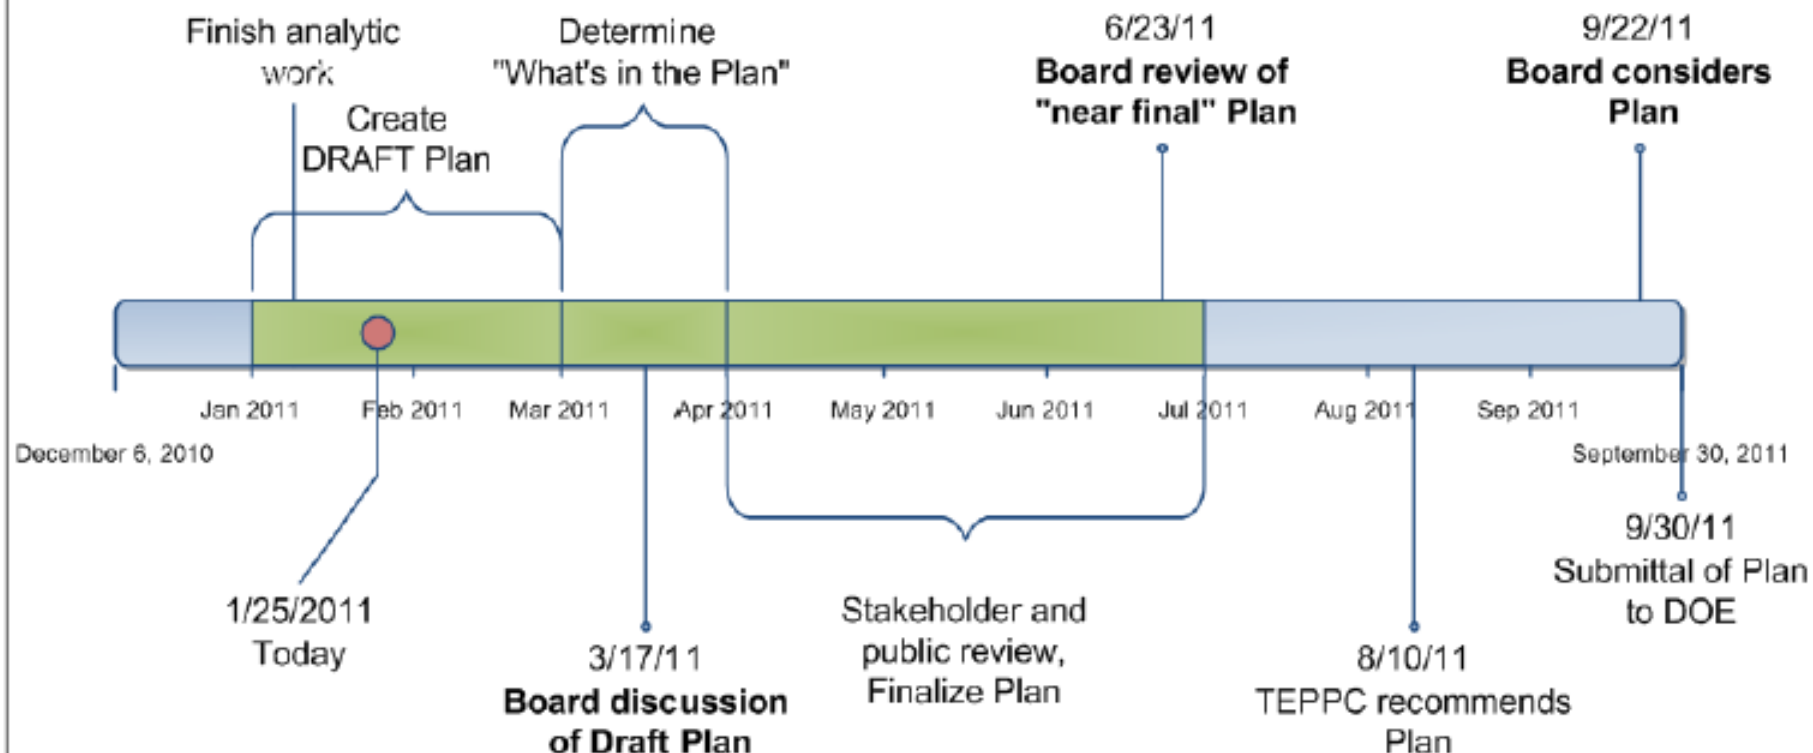 Finish analytic
work
Create
DRAFT Plan
Determine
"What's in the Plan"
6/23/11
Board review of
"near final" Plan
9/22/11
Board considers
Plan
Jan 2011
Feb 2011
Mar 2011
Apr 2011
May 2011
Jun 2011
Jul 2011
Aug 2011
Sep 2011
December 6, 2010
September 30, 2011
1/25/2011
Today
3/17/11
Board discussion
of Draft Plan
Stakeholder and
public review,
Finalize Plan
8/10/11
TEPPC recommends
Plan
9/30/11
Submittal of Plan
to DOE